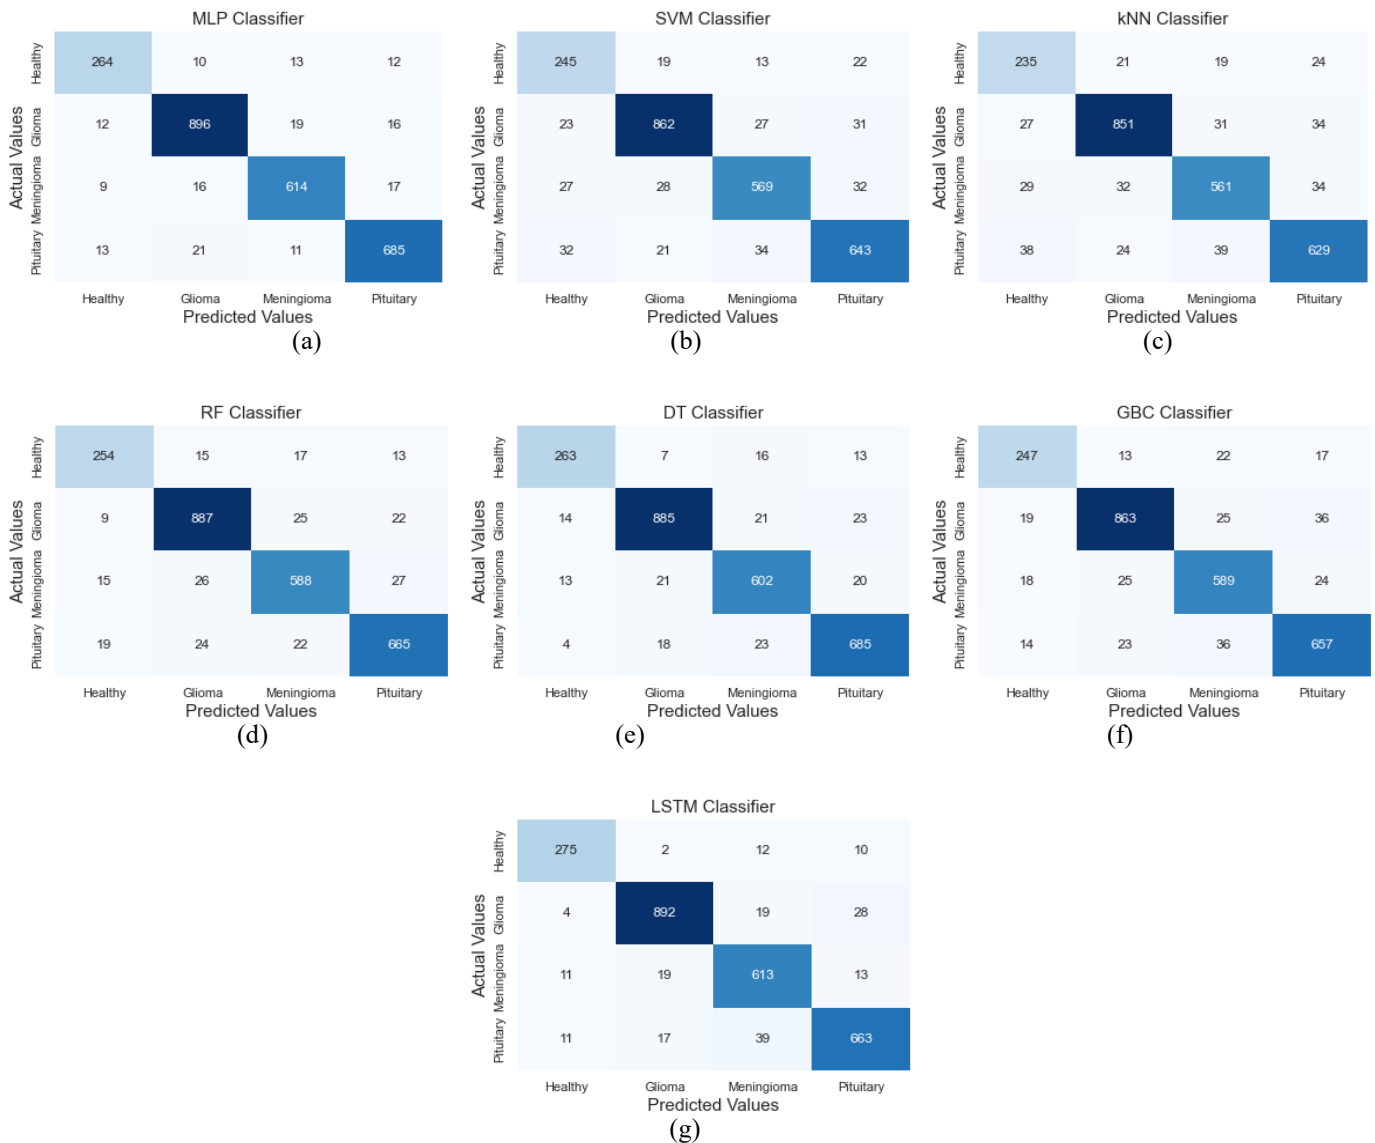 MLP Classifier
Actual Values
Healthy 264 10 13 12
Glioma 12 896 19 16
Meningioma 9 16 614 17
Pituitary 13 21 11 685
Healthy Glioma Meningioma Pituitary
Predicted Values
(a)
SVM Classifier
Actual Values
Healthy 245 19 13 22
Glioma 23 862 27 31
Meningioma 27 28 569 32
Pituitary 32 21 34 643
Healthy Glioma Meningioma Pituitary
Predicted Values
(b)
kNN Classifier
Actual Values
Healthy 235 21 19 24
Glioma 27 851 31 34
Meningioma 29 32 561 34
Pituitary 38 24 39 629
Healthy Glioma Meningioma Pituitary
Predicted Values
(c)
RF Classifier
Actual Values
Healthy 254 15 17 13
Glioma 9 887 25 22
Meningioma 15 26 588 27
Pituitary 19 24 22 665
Healthy Glioma Meningioma Pituitary
Predicted Values
(d)
DT Classifier
Actual Values
Healthy 263 7 16 13
Glioma 14 885 21 23
Meningioma 13 21 602 20
Pituitary 4 18 23 685
Healthy Glioma Meningioma Pituitary
Predicted Values
(e)
GBC Classifier
Actual Values
Healthy 247 13 22 17
Glioma 19 863 25 36
Meningioma 18 25 589 24
Pituitary 14 23 36 657
Healthy Glioma Meningioma Pituitary
Predicted Values
(f)
LSTM Classifier
Actual Values
Healthy 275 2 12 10
Glioma 4 892 19 28
Meningioma 11 19 613 13
Pituitary 11 17 39 663
Healthy Glioma Meningioma Pituitary
Predicted Values
(g)